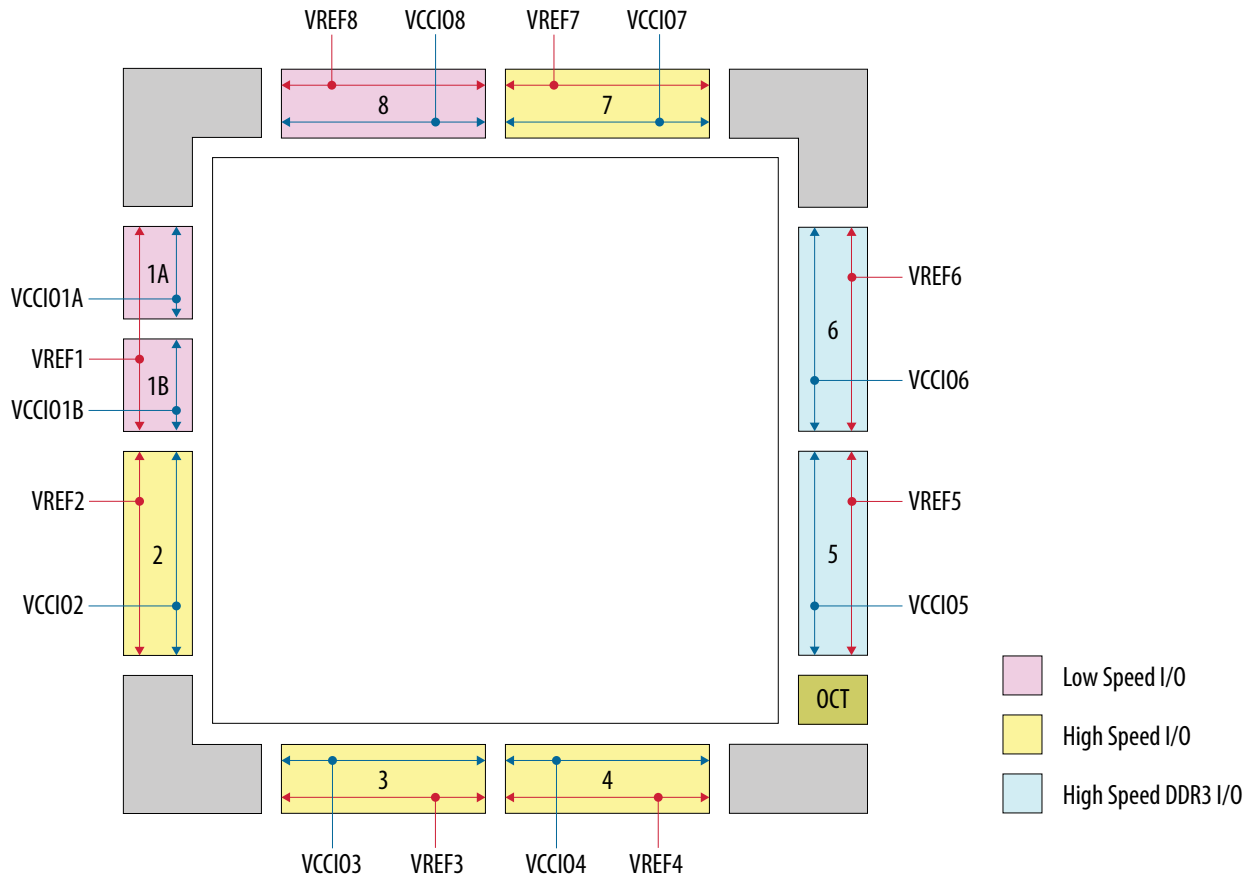 VREF8
VCCIO8
VREF7
VCCIO7
8
7
1A
VCCIO1A
VREF1
1B
VCCIO1B
VREF2
2
VCCIO2
VREF6
6
VCCIO6
VREF5
5
VCCIO5
OCT
3
4
VCCIO3
VREF3
VCCIO4
VREF4
Low Speed I/O
High Speed I/O
High Speed DDR3 I/O